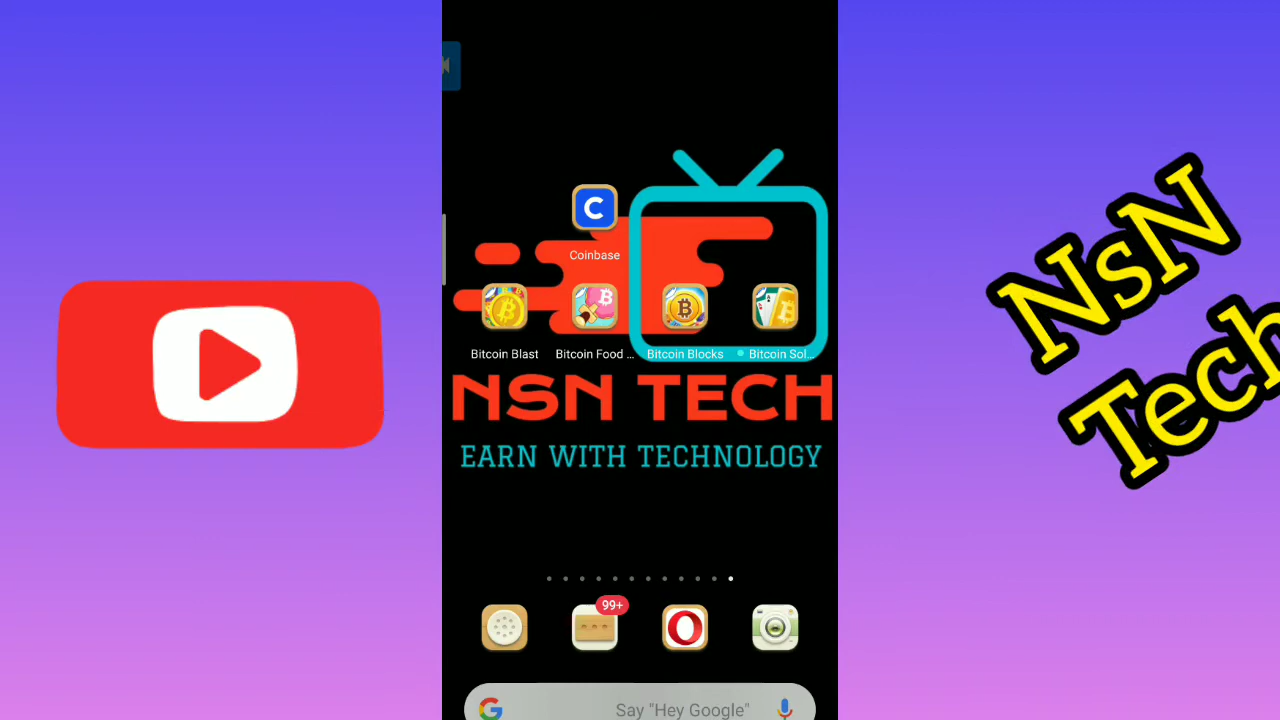 Coinbase
Bitcoin Blast
Bitcoin Food ...
Bitcoin Blocks
Bitcoin Sol...
NSN TECH
EARN WITH TECHNOLOGY
99+
Say "Hey Google"
NsN
Tech